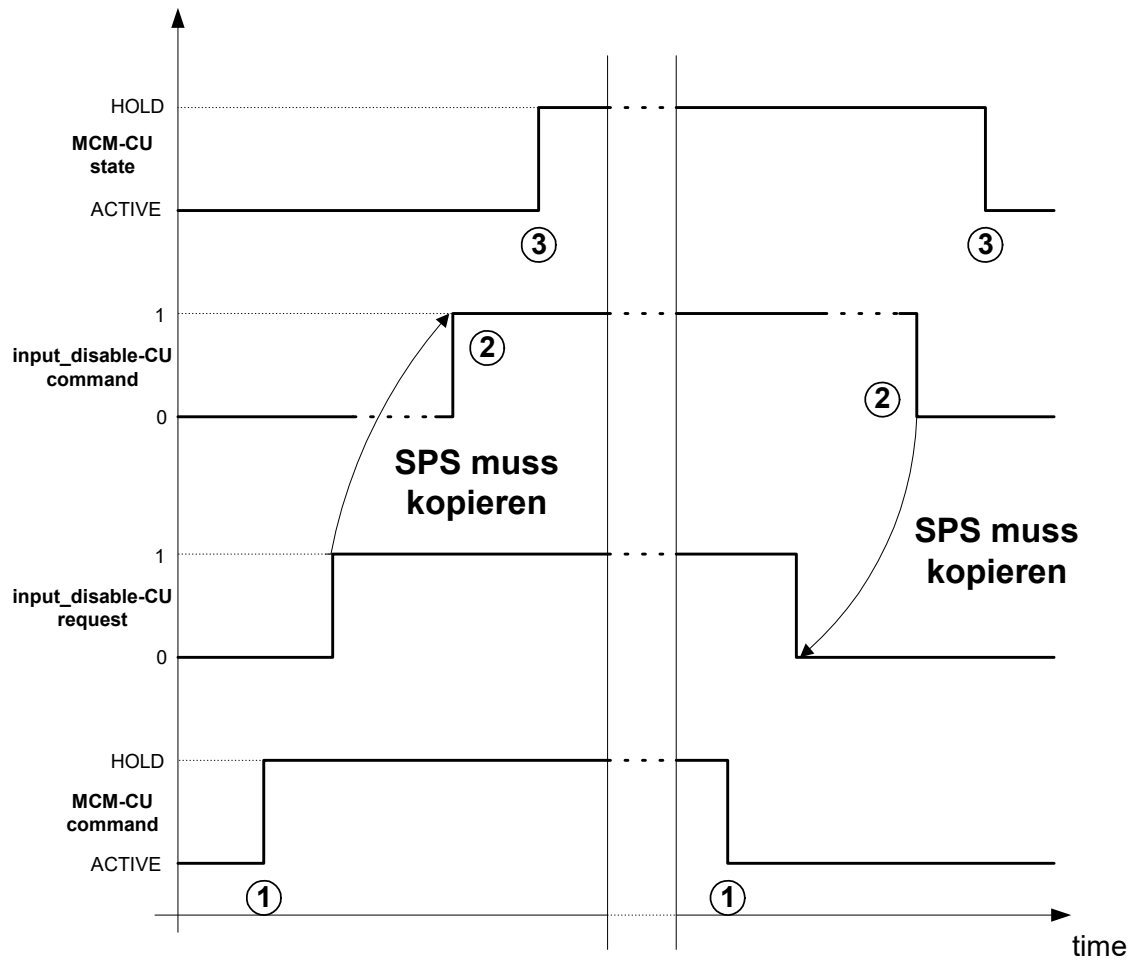 HOLD
MCM-CU
state
ACTIVE
3
3
1
input_disable-CU
command
0
2
2
SPS muss
kopieren
SPS muss
kopieren
1
input_disable-CU
request
0
HOLD
MCM-CU
command
ACTIVE
1
1
time